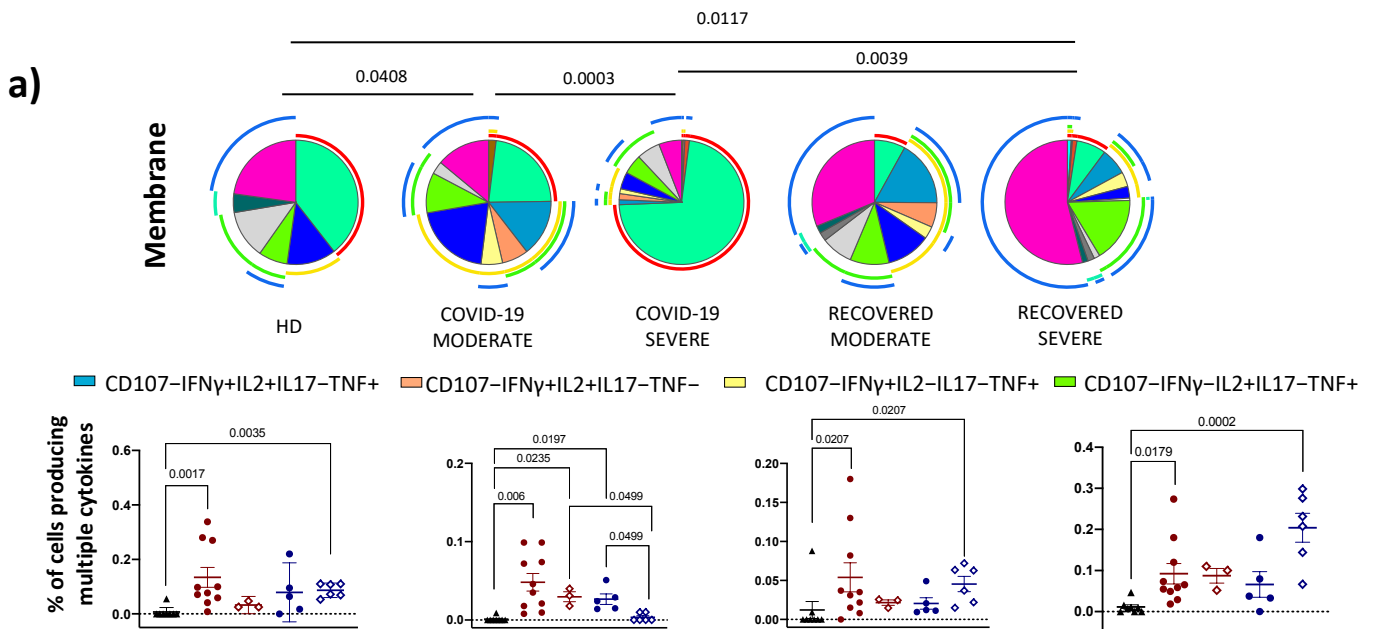 0.0117
0.0039
0.0408
0.0003
a)
Membrane
HD
COVID-19
MODERATE
COVID-19
SEVERE
RECOVERED
MODERATE
RECOVERED
SEVERE
CD107−IFNγ+IL2+IL17−TNF+
CD107−IFNγ+IL2+IL17−TNF−
CD107−IFNγ+IL2−IL17−TNF+
CD107−IFNγ−IL2+IL17−TNF+
% of cells producing
multiple cytokines
0.6
0.4
0.2
0.0
0.0035
0.0017
0.2
0.1
0.0
0.0197
0.0235
0.006
0.0499
0.0499
0.20
0.15
0.10
0.05
0.00
0.0207
0.0207
0.4
0.3
0.2
0.1
0.0
0.0002
0.0179